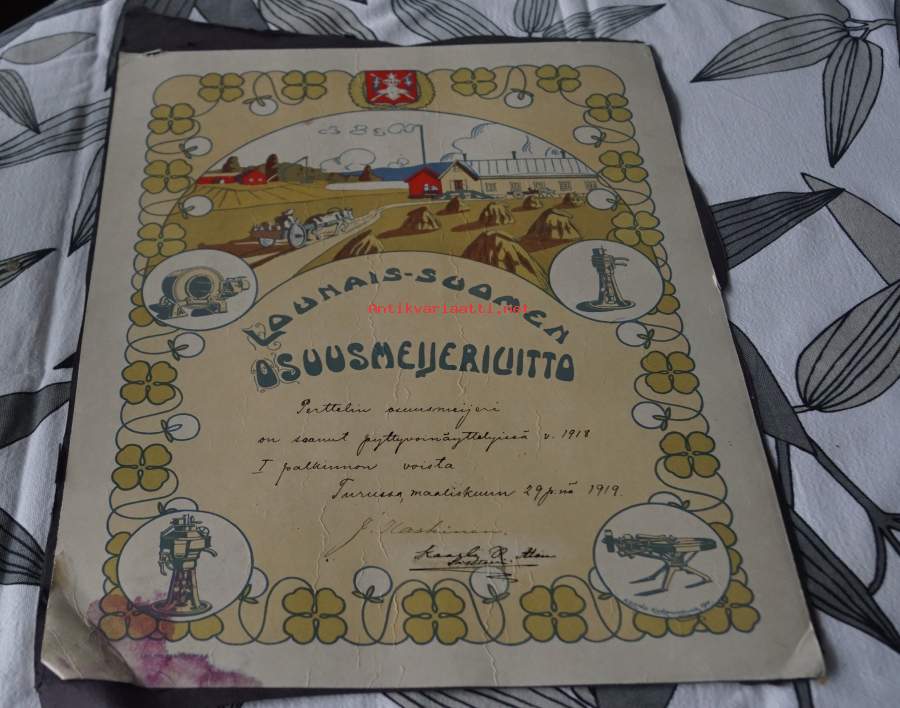 LOUNAIS-SUOMEN
Antikvariaatti.net
OSUUSMEIJERILIITTO
Perttelin osuusmeijeri
on saanut pyttyvoinäyttelyissä v. 1918
I palkinnon voista
Turussa, maaliskuun 29 p:nä 1919.